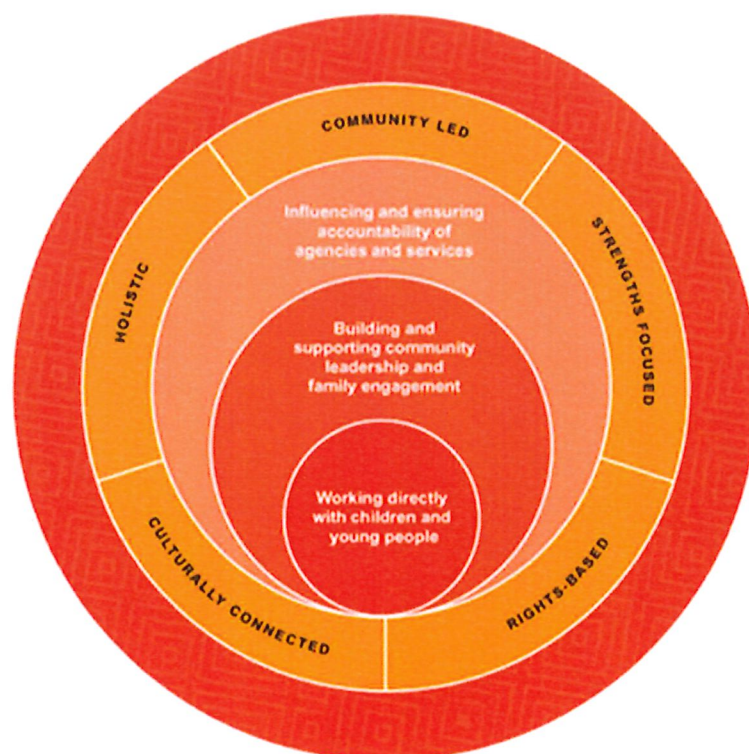 COMMUNITY LED
HOLISTIC
STRENGTHS FOCUSED
Influencing and ensuring
accountability of
agencies and services
Building and
supporting community
leadership and
family engagement
Working directly
with children and
young people
CULTURALLY CONNECTED
RIGHTS-BASED